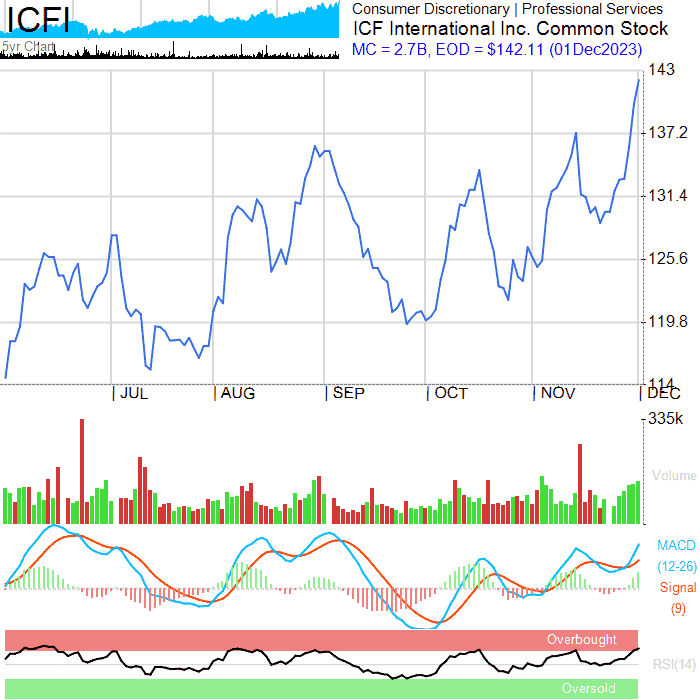 ICFI
5yr Chart
Consumer Discretionary | Professional Services
ICF International Inc. Common Stock
MC = 2.7B, EOD = $142.11 (01Dec2023)
143
137.2
131.4
125.6
119.8
114
JUL AUG SEP OCT NOV DEC
335k
Volume
MACD
(12-26)
Signal
(9)
Overbought
RSI(14)
Oversold